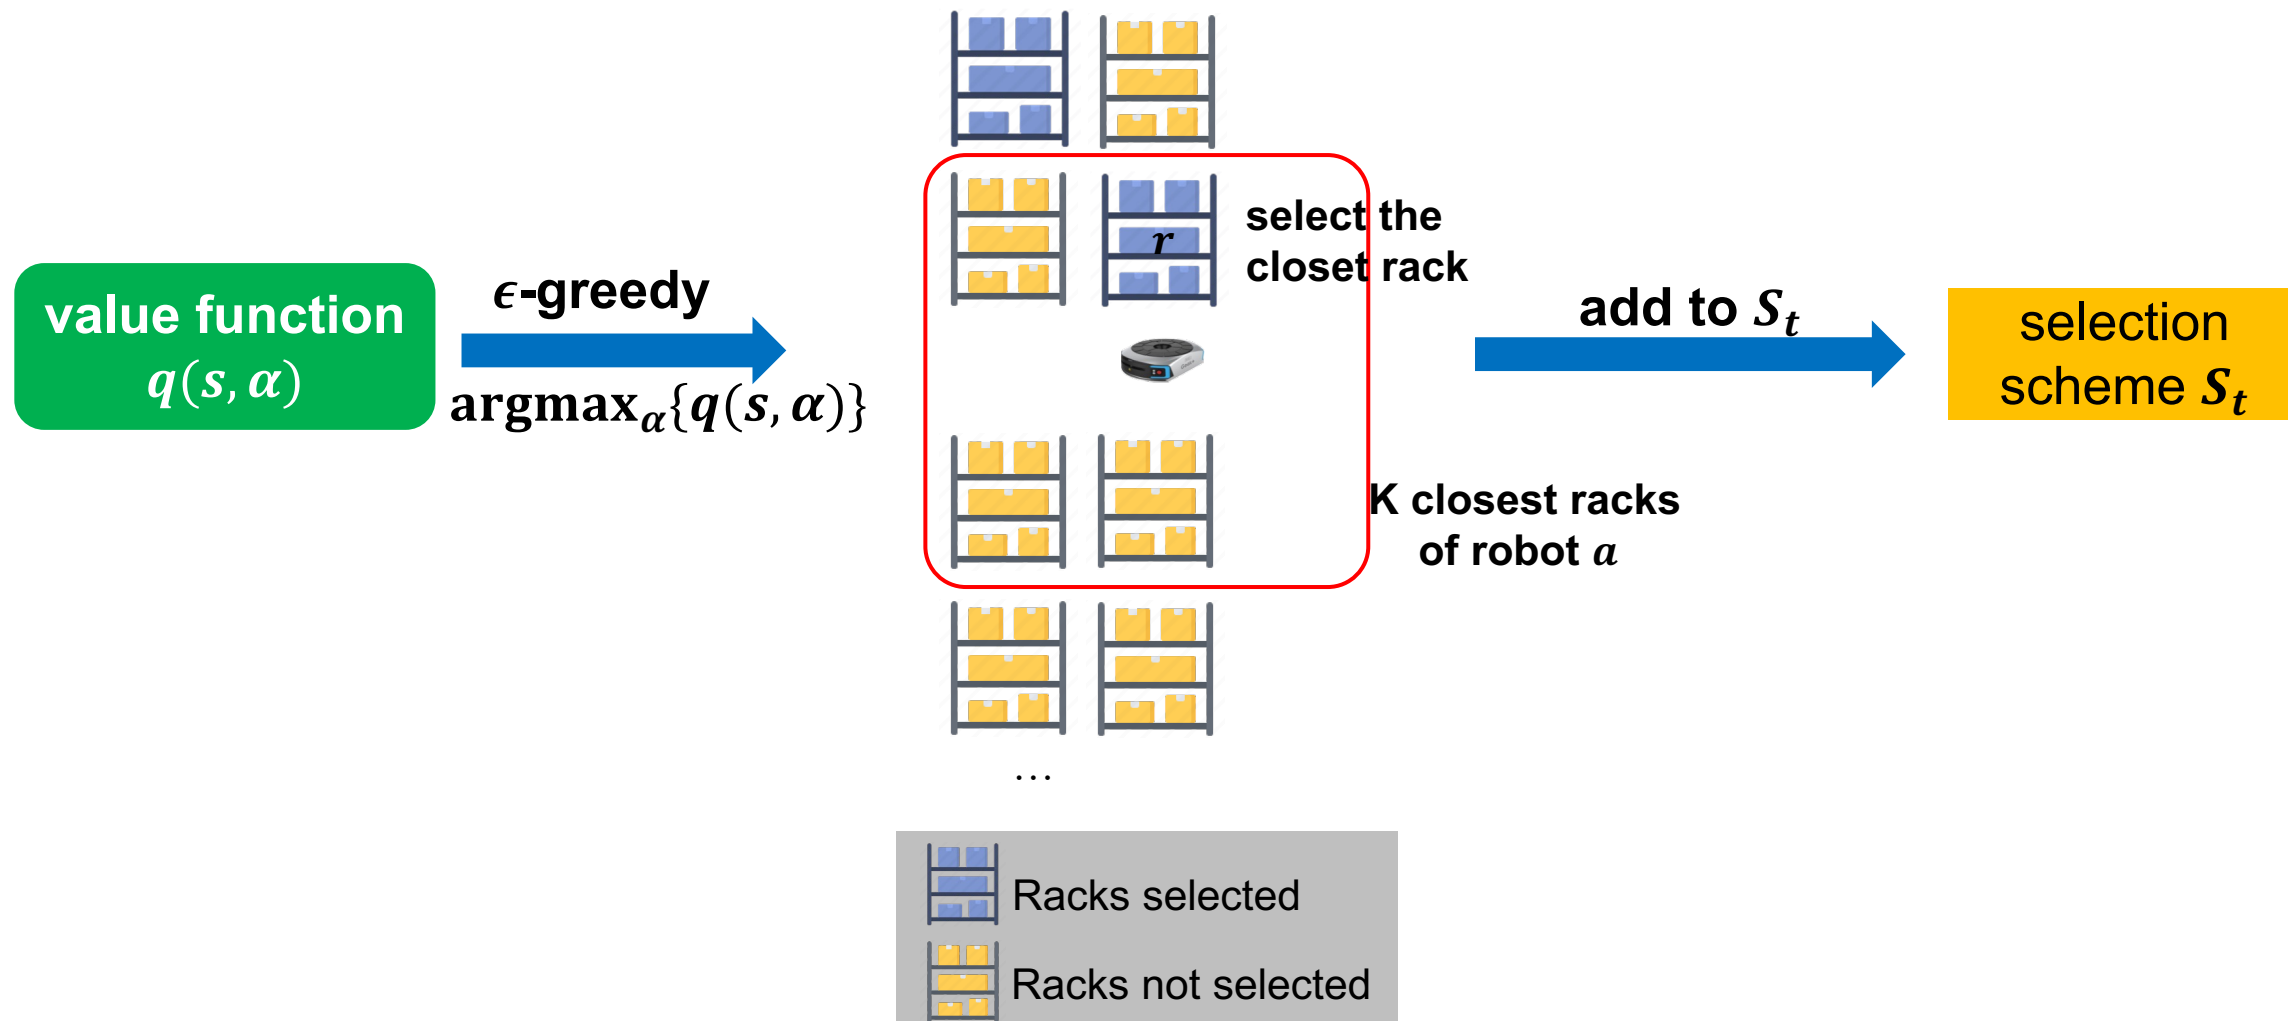 value function
q(s, α)
ϵ-greedy
argmaxα{q(s, α)}
r
select the
closet rack
K closest racks
of robot a
...
add to St
selection
scheme St
Racks selected
Racks not selected